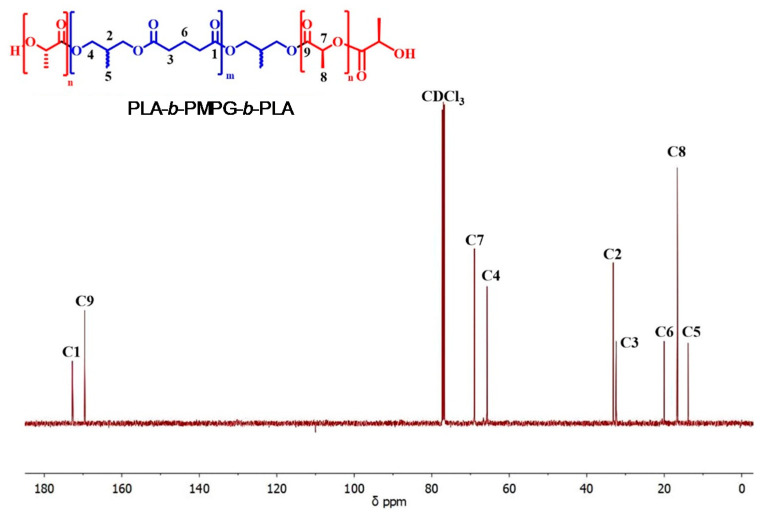 O O 6 O O 7 O
H O 2 O O O OH
O 4 O 3 1 O 9 O
5 8 O
n m n
PLA-b-PMPG-b-PLA
CDCl3
C8
C7
C2
C4
C9
C6 C3 C5
C1
180 160 140 120 100 80 60 40 20 0
δ ppm